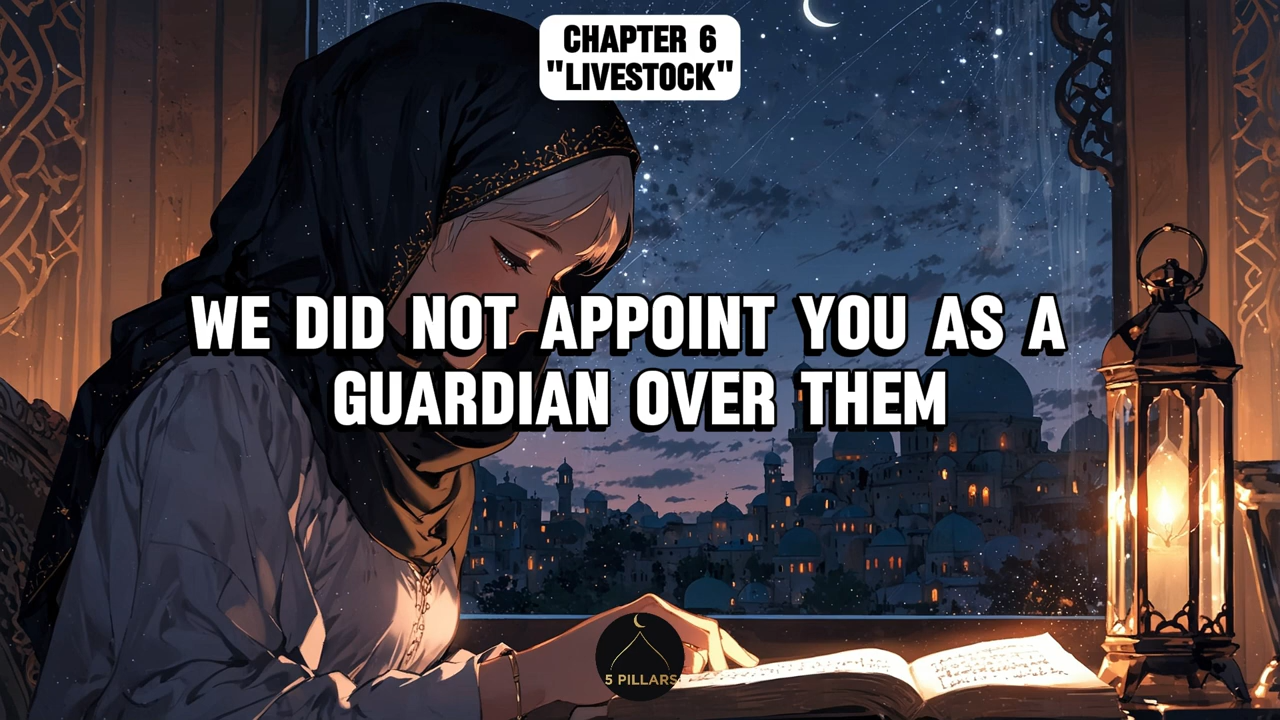 CHAPTER 6
"LIVESTOCK"
WE DID NOT APPOINT YOU AS A
GUARDIAN OVER THEM
5 PILLARS